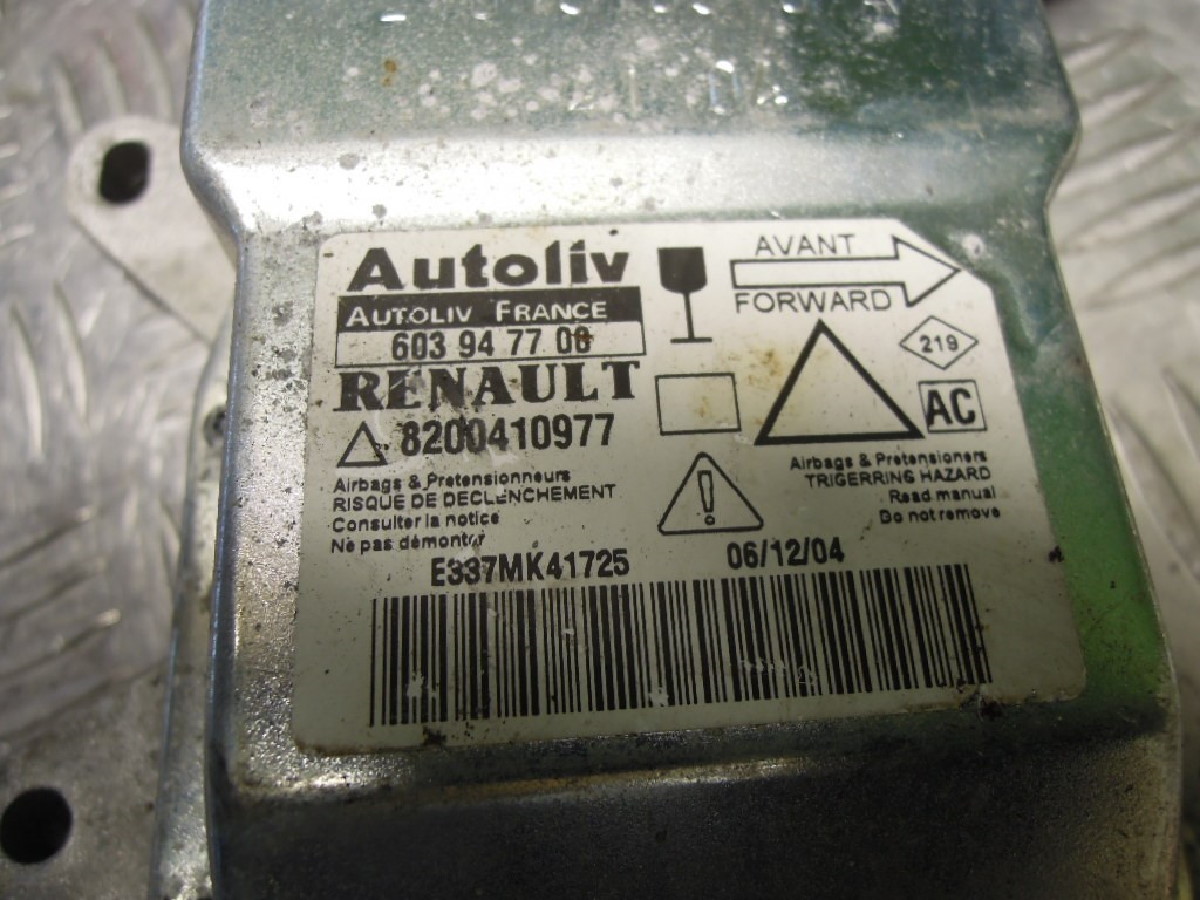 Autoliv
AUTOLIV FRANCE
603 94 77 00
RENAULT
8200410977
Airbags & Pretensionneurs
RISQUE DE DECLENCHEMENT
Consulter la notice
Ne pas démonter
AVANT
FORWARD
219
AC
!
Airbags & Pretensioners
TRIGERRING HAZARD
Read manual
Do not remove
E337MK41725 06/12/04